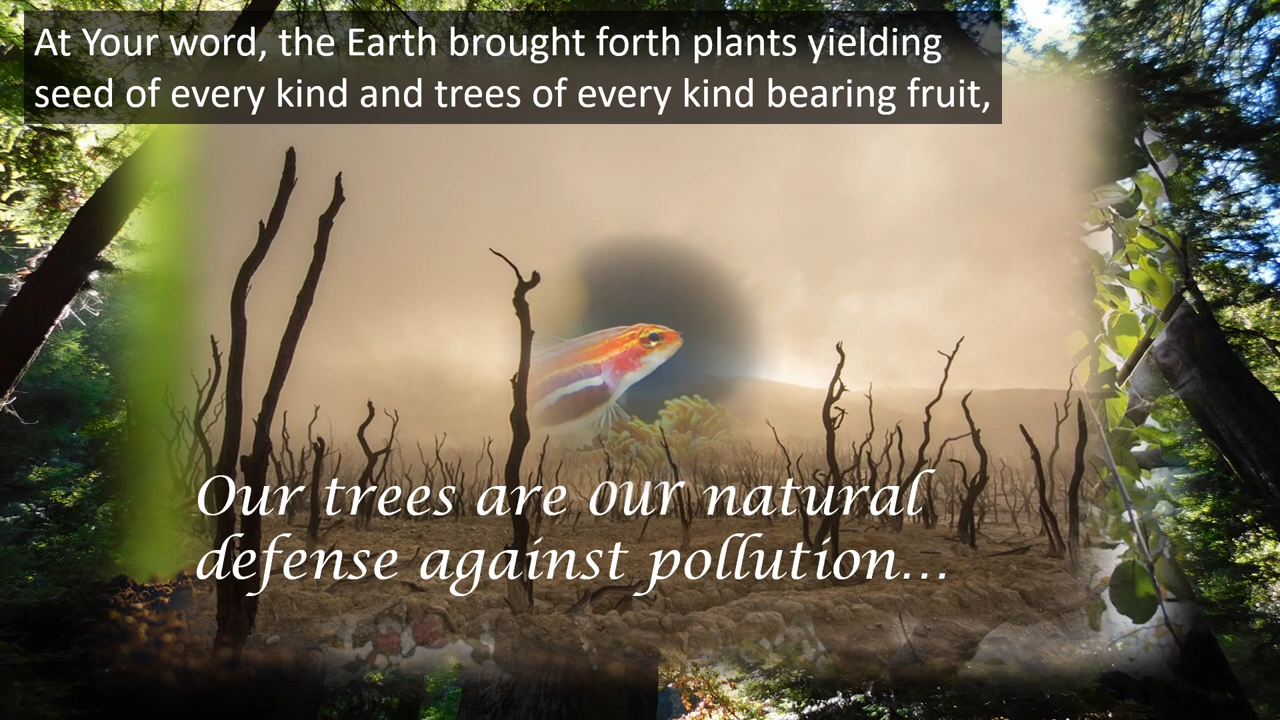 At Your word, the Earth brought forth plants yielding
seed of every kind and trees of every kind bearing fruit,
Our trees are our natural
defense against pollution...